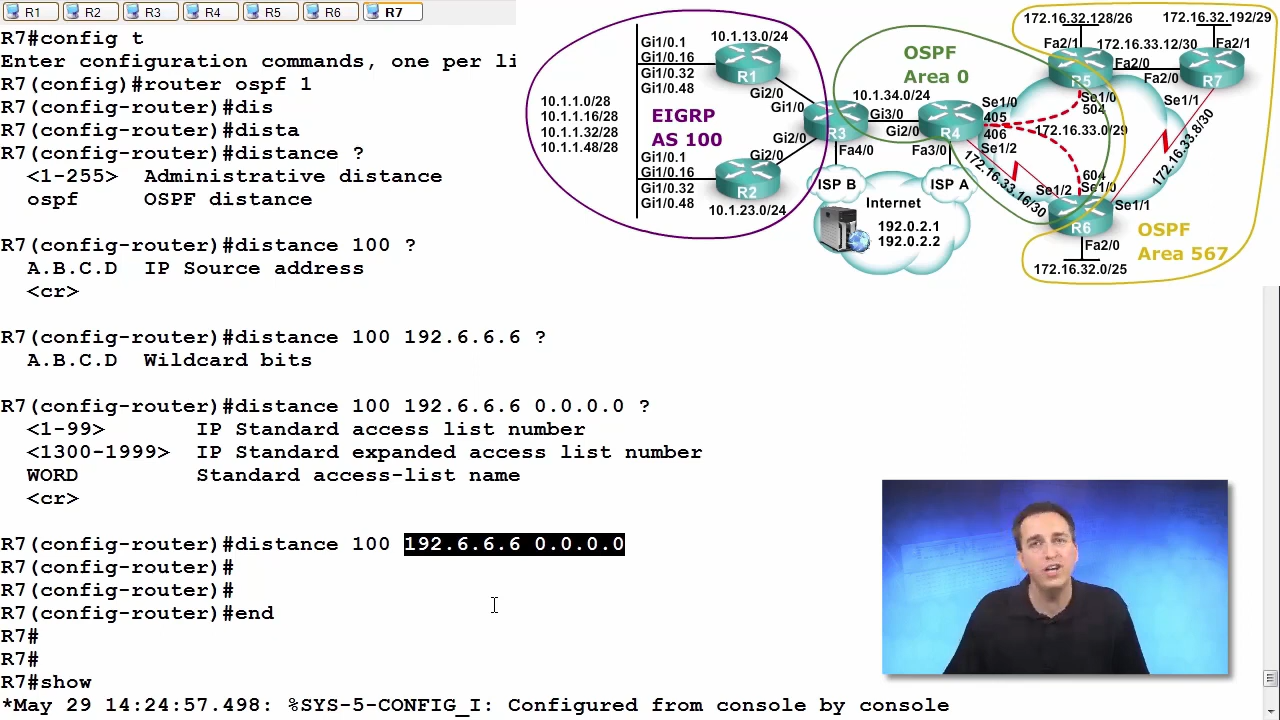 R1 R2 R3 R4 R5 R6 R7
R7#config t
Enter configuration commands, one per li
R7(config)#router ospf 1
R7(config-router)#dis
R7(config-router)#dista
R7(config-router)#distance ?
<1-255> Administrative distance
ospf OSPF distance
R7(config-router)#distance 100 ?
A.B.C.D IP Source address
<cr>
R7(config-router)#distance 100 192.6.6.6 ?
A.B.C.D Wildcard bits
R7(config-router)#distance 100 192.6.6.6 0.0.0.0 ?
<1-99> IP Standard access list number
<1300-1999> IP Standard expanded access list number
WORD Standard access-list name
<cr>
R7(config-router)#distance 100 192.6.6.6 0.0.0.0
R7(config-router)#
R7(config-router)#
R7(config-router)#end
R7#
R7#
R7#show
*May 29 14:24:57.498: %SYS-5-CONFIG_I: Configured from console by console
10.1.1.0/28
10.1.1.16/28
10.1.1.32/28
10.1.1.48/28
Gi1/0.1
Gi1/0.16
Gi1/0.32
Gi1/0.48
EIGRP
AS 100
Gi1/0.1
Gi1/0.16
Gi1/0.32
Gi1/0.48
10.1.13.0/24
R1
Gi2/0
Gi1/0
R3
Gi2/0
Gi2/0
R2
10.1.23.0/24
Fa4/0
OSPF
Area 0
10.1.34.0/24
Gi3/0
Gi2/0
R4
Fa3/0
ISP B
ISP A
Internet
192.0.2.1
192.0.2.2
Se1/0
405
406
Se1/2
172.16.33.16/30
172.16.33.0/29
172.16.32.128/26
172.16.32.192/29
Fa2/1
172.16.33.12/30
Fa2/1
R5
Fa2/0
Fa2/0
R7
Se1/0
504
Se1/1
172.16.33.8/30
604
Se1/2
Se1/0
Se1/1
R6
Fa2/0
172.16.32.0/25
OSPF
Area 567